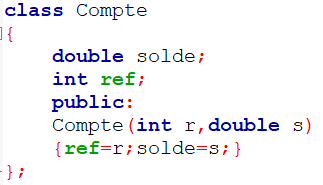 class Compte
{
double solde;
int ref;
public:
Compte(int r,double s)
{ref=r;solde=s;}
};